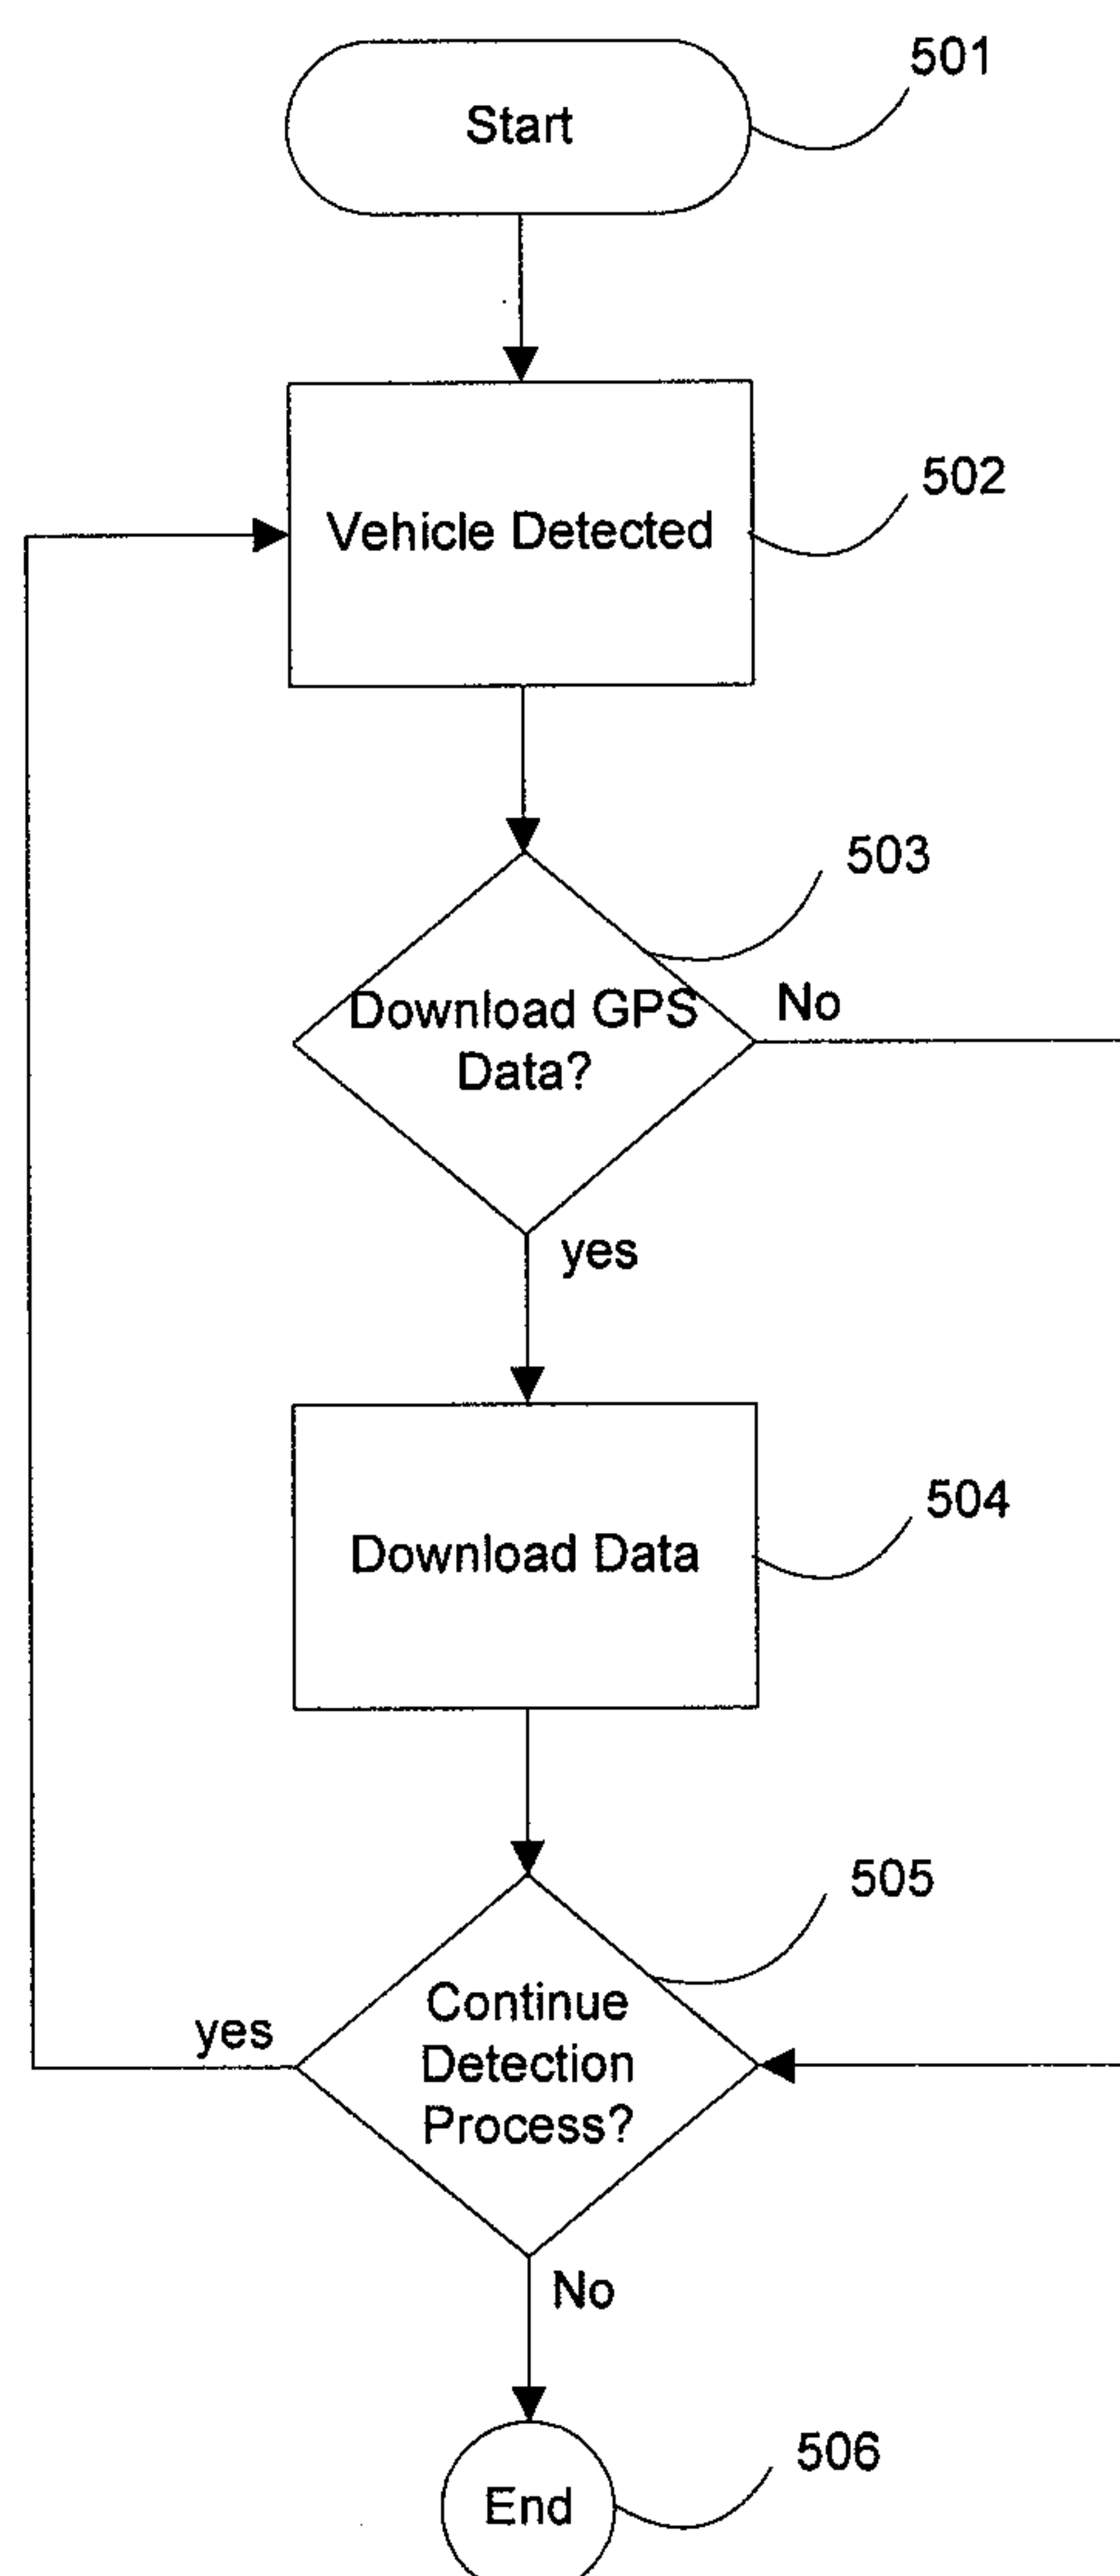 501
Start
502
Vehicle Detected
503
Download GPS
Data?
No
yes
504
Download Data
505
Continue
Detection
Process?
yes
No
506
End